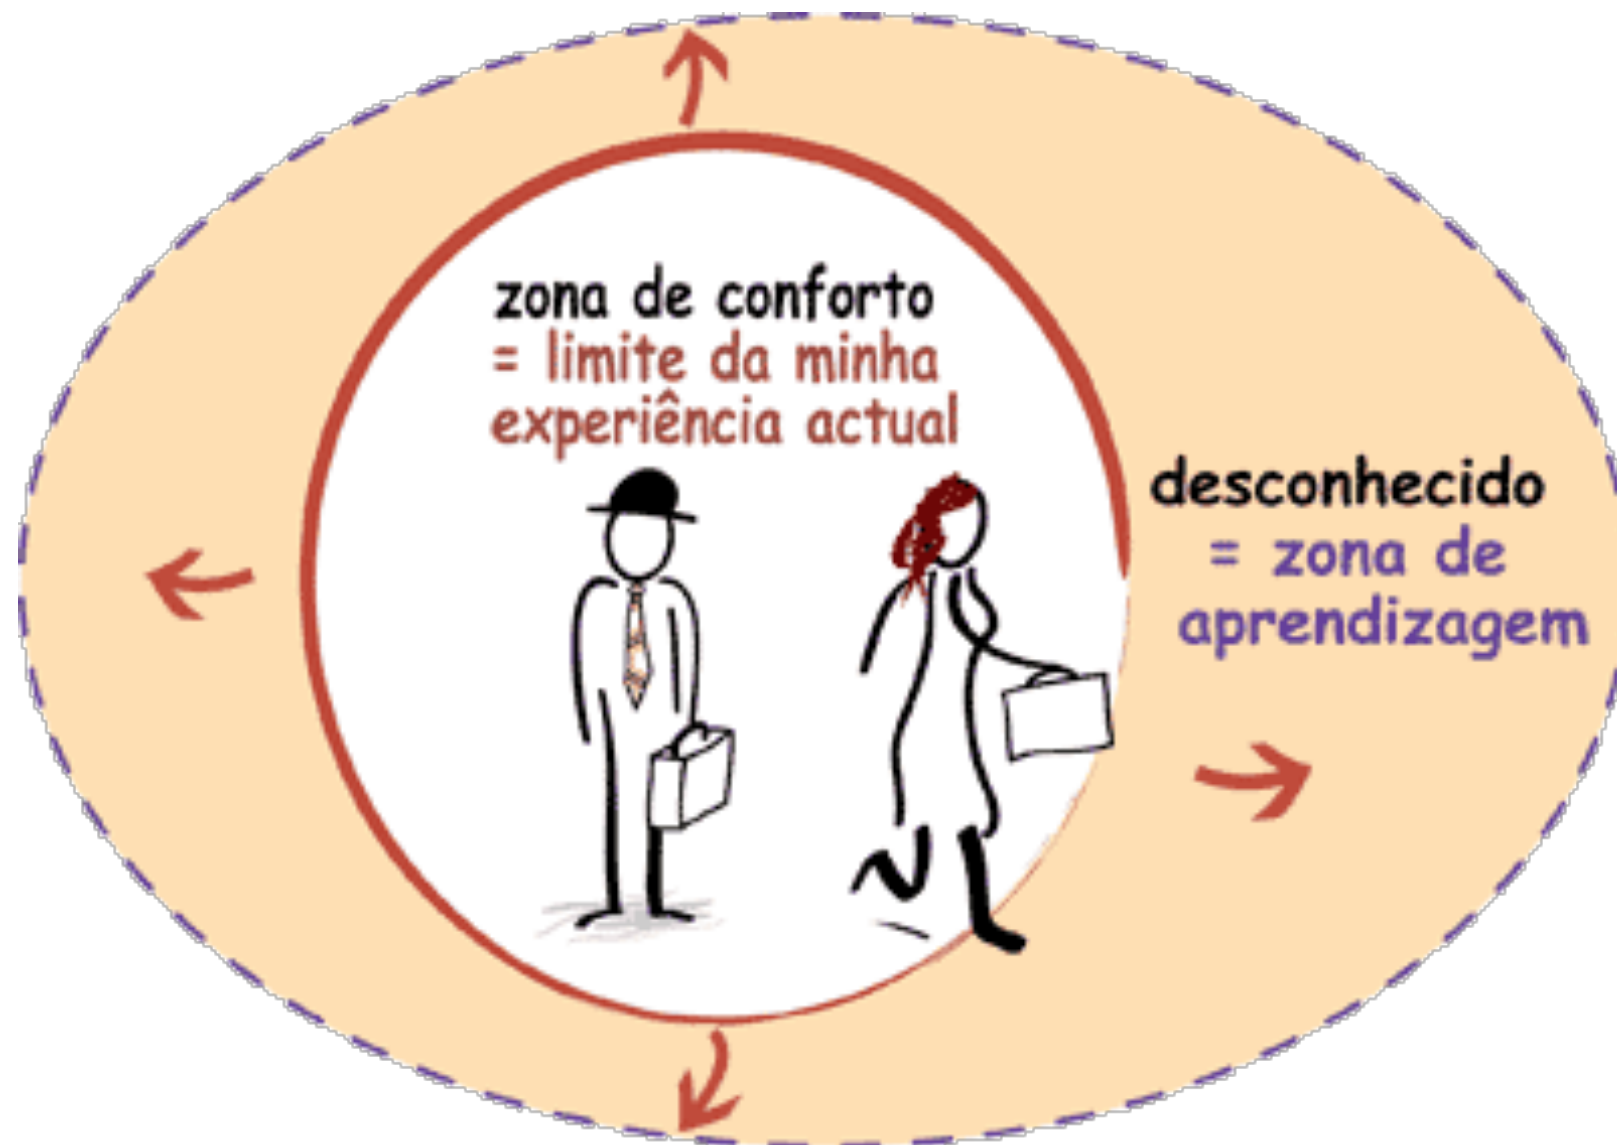 zona de conforto
= limite da minha
experiência actual
desconhecido
= zona de
aprendizagem